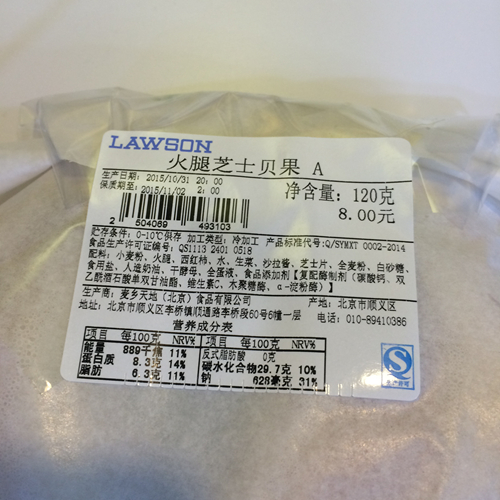 LAWSON
火腿芝士贝果 A
生产日期: 2015/10/31 20:00
保质期至: 2015/11/02 2:00
净含量: 120克
8.00元
2 504069 493103
贮存条件: 0-10℃保存 加工类型: 冷加工 产品标准代号:Q/SYMXT 0002-2014
食品生产许可证编号: QS1113 2401 0518
配料: 小麦粉、火腿、西红柿、水、生菜、沙拉酱、芝士片、全麦粉、白砂糖、
食用盐、人造奶油、干酵母、全蛋液、食品添加剂【复配酶制剂(碳酸钙、双
乙酰酒石酸单双甘油酯、维生素C、木聚糖酶、α-淀粉酶)】
生产商: 麦乡天地(北京)食品有限公司 产地: 北京市顺义区
地址: 北京市顺义区李桥镇顺通路李桥段60号6幢一层 电话: 010-89410386
营养成分表
项目 每100克 NRV% 项目 每100克 NRV%
能量 889千焦 11% 反式脂肪酸 0克
蛋白质 8.3克 14% 碳水化合物29.7克 10%
脂肪 6.3克 11% 钠 628毫克 31%
生产许可